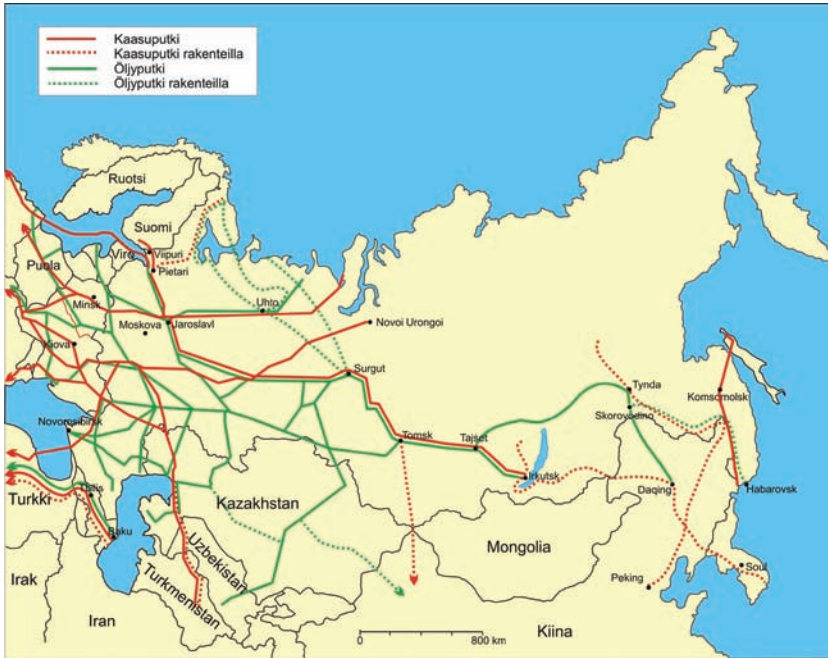 Kaasuputki
Kaasuputki rakenteilla
Öljyputki
Öljyputki rakenteilla
Ruotsi
Suomi
Viipuri
Viro
Pietari
Puola
Minsk
Uhto
Moskova
Jaroslavl
Novoi Urongoi
Kiova
Surgut
Tynda
Komsomolsk
Skorovodino
Novorosibirsk
Tomsk
Tajset
Irkutsk
Daqing
Habarovsk
Tbilis
Turkki
Kazakhstan
Baku
Uzbekistan
Mongolia
Soul
Irak
Turkmenistan
Peking
Iran
0
800 km
Kiina